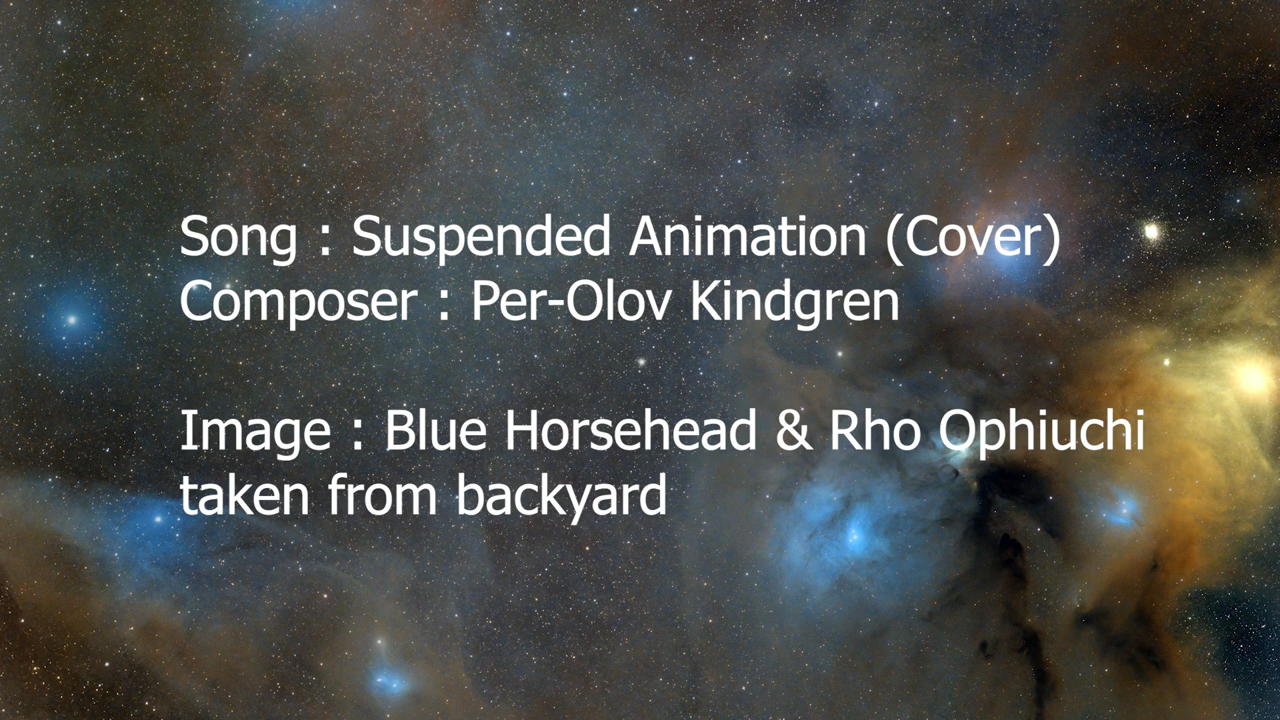 Song : Suspended Animation (Cover)
Composer : Per-Olov Kindgren
Image : Blue Horsehead & Rho Ophiuchi
taken from backyard